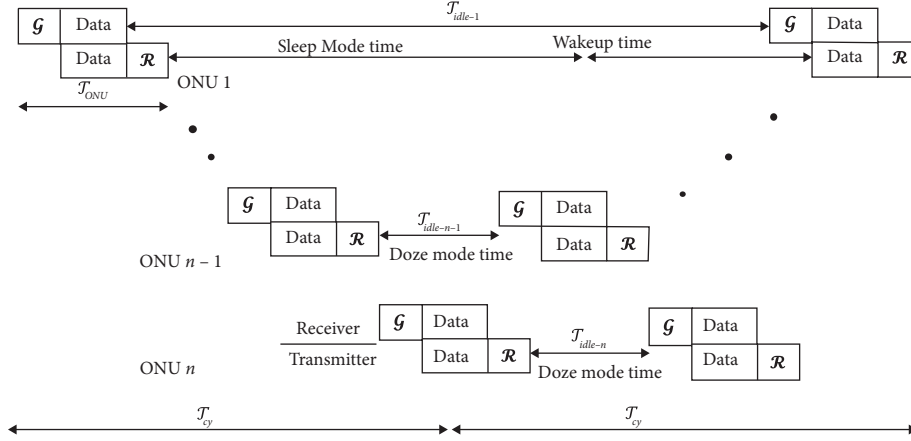 𝒯idle–1
𝓖 Data 𝓖 Data
Sleep Mode time Wakeup time
Data 𝓡 Data 𝓡
ONU 1
𝒯ONU
𝓖 Data 𝓖 Data
𝒯idle–n–1
Data 𝓡 Data 𝓡
Doze mode time
ONU n – 1
𝓖 Data 𝓖 Data
Receiver
𝒯idle–n
Transmitter Data 𝓡 Data 𝓡
Doze mode time
ONU n
𝒯cy 𝒯cy